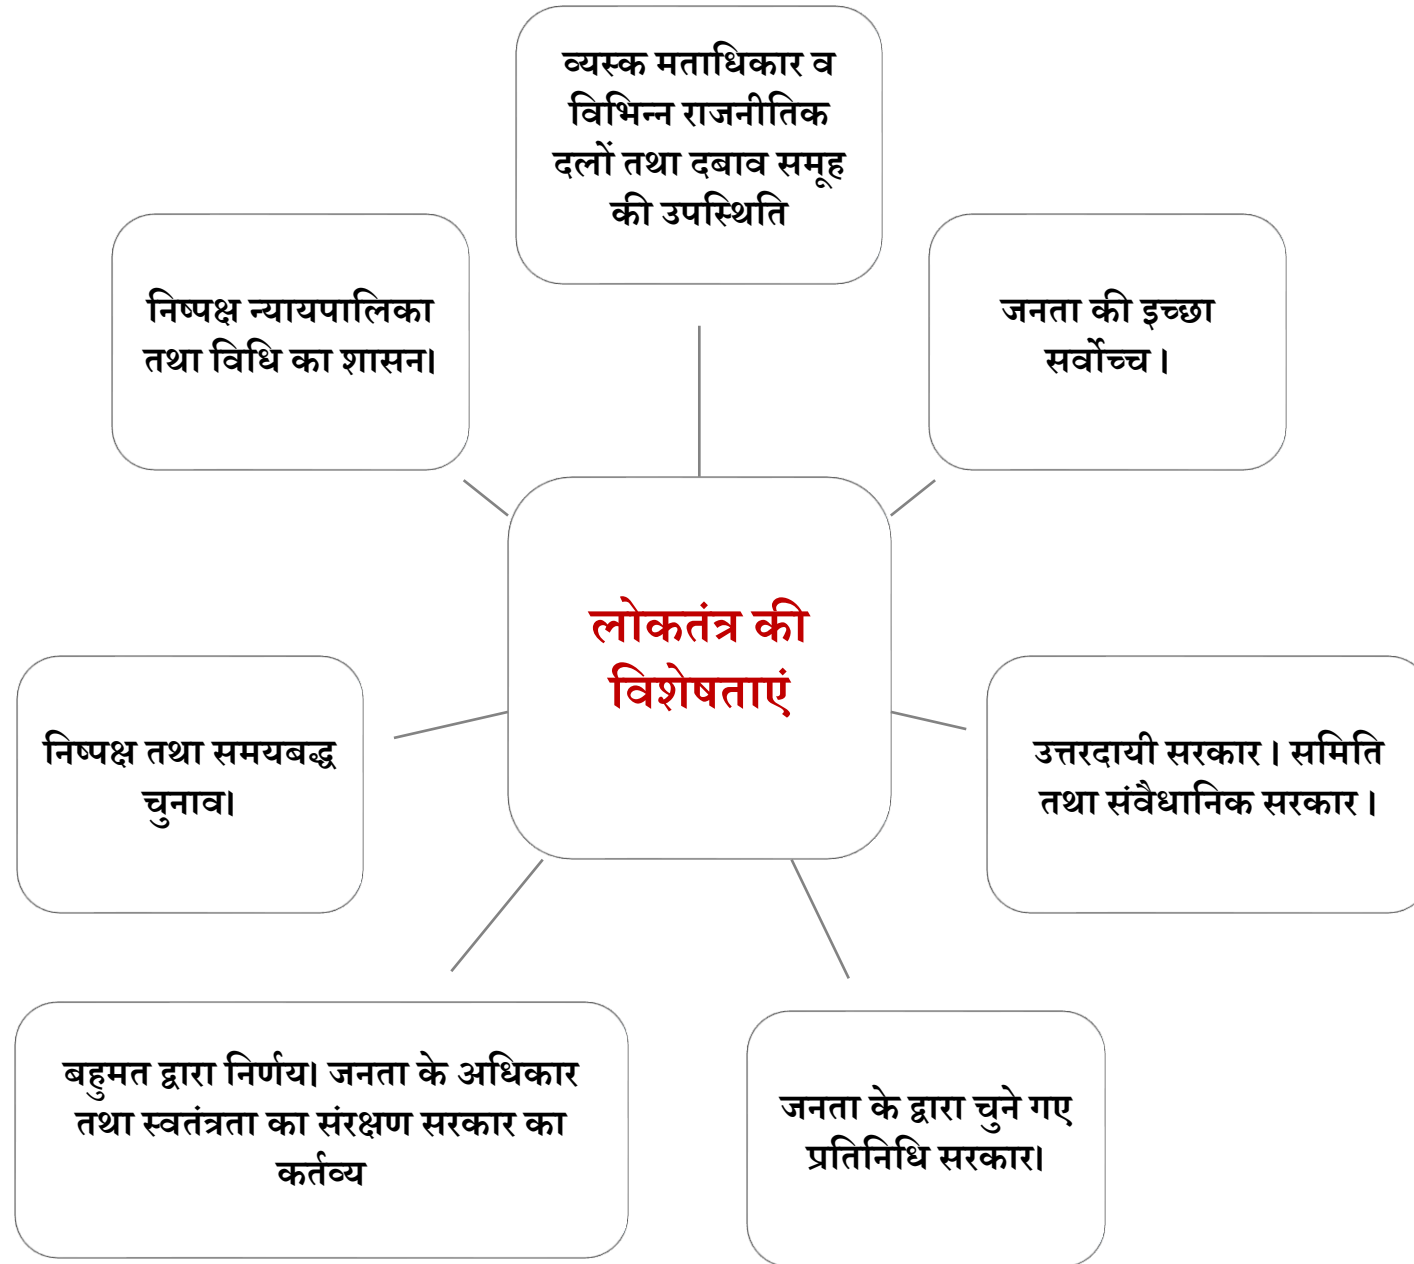 व्यस्क मताधिकार व
विभिन्न राजनीतिक
दलों तथा दबाव समूह
की उपस्थिति
निष्पक्ष न्यायपालिका
तथा विधि का शासन।
जनता की इच्छा
सर्वोच्च ।
लोकतंत्र की
विशेषताएं
निष्पक्ष तथा समयबद्ध
चुनाव।
उत्तरदायी सरकार । समिति
तथा संवैधानिक सरकार ।
बहुमत द्वारा निर्णय। जनता के अधिकार
तथा स्वतंत्रता का संरक्षण सरकार का
कर्तव्य
जनता के द्वारा चुने गए
प्रतिनिधि सरकार।